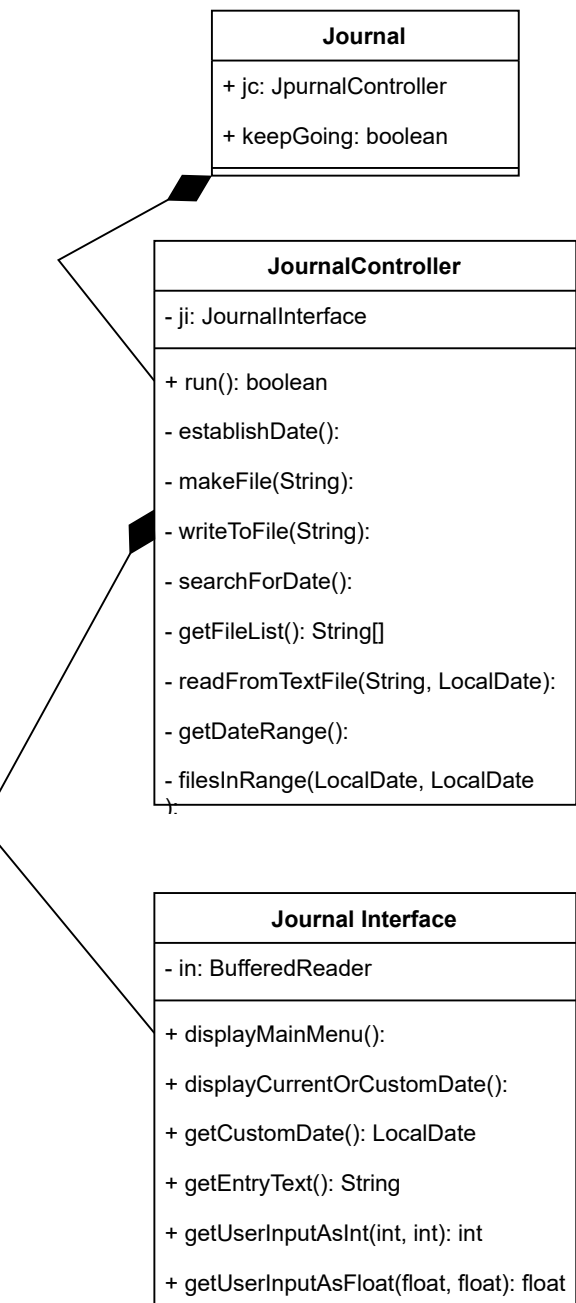 Journal
+ jc: JpurnalController
+ keepGoing: boolean
JournalController
- ji: JournalInterface
+ run(): boolean
- establishDate():
- makeFile(String):
- writeToFile(String):
- searchForDate():
- getFileList(): String[]
- readFromTextFile(String, LocalDate):
- getDateRange():
- filesInRange(LocalDate, LocalDate
):
Journal Interface
- in: BufferedReader
+ displayMainMenu():
+ displayCurrentOrCustomDate():
+ getCustomDate(): LocalDate
+ getEntryText(): String
+ getUserInputAsInt(int, int): int
+ getUserInputAsFloat(float, float): float